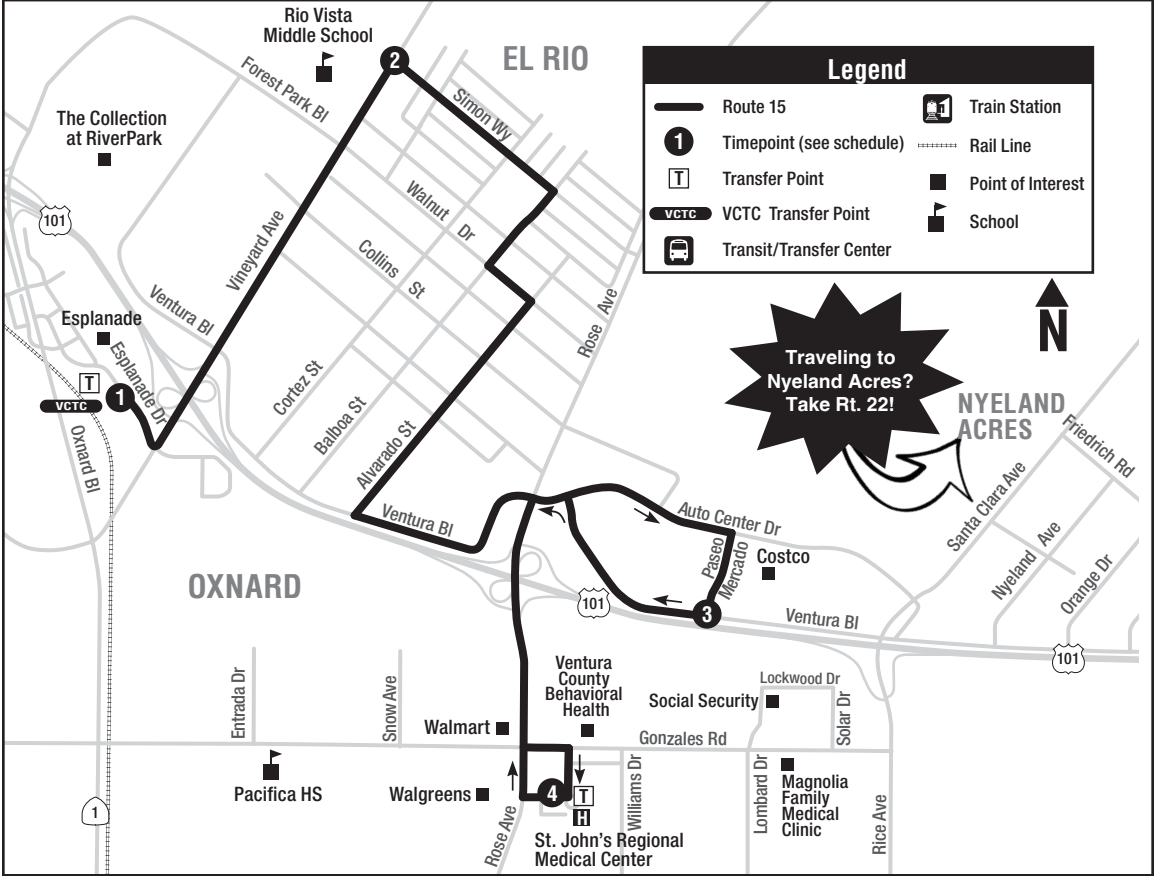 Rio Vista
Middle School
2
EL RIO
Forest Park Bl
Simon Wy
The Collection
at RiverPark
101
Vineyard Ave
Walnut Dr
Collins St
Ventura Bl
Rose Ave
Esplanade
Esplanade Dr
T
1
VCTC
Oxnard Bl
Cortez St
Balboa St
Alvarado St
Ventura Bl
Legend
Route 15
1
Timepoint (see schedule)
T
Transfer Point
VCTC
VCTC Transfer Point
Transit/Transfer Center
Train Station
Rail Line
Point of Interest
School
N
Traveling to
Nyeland Acres?
Take Rt. 22!
NYELAND
ACRES
Friedrich Rd
Santa Clara Ave
Nyeland Ave
Orange Dr
Auto Center Dr
Paseo
Mercado
Costco
3
101
Ventura Bl
101
OXNARD
Entrada Dr
Snow Ave
Ventura
County
Behavioral
Health
Walmart
Social Security
Lockwood Dr
Solar Dr
Gonzales Rd
Pacifica HS
Walgreens
4
T
H
St. John's Regional
Medical Center
Rose Ave
Williams Dr
Lombard Dr
Magnolia
Family
Medical
Clinic
Rice Ave
1